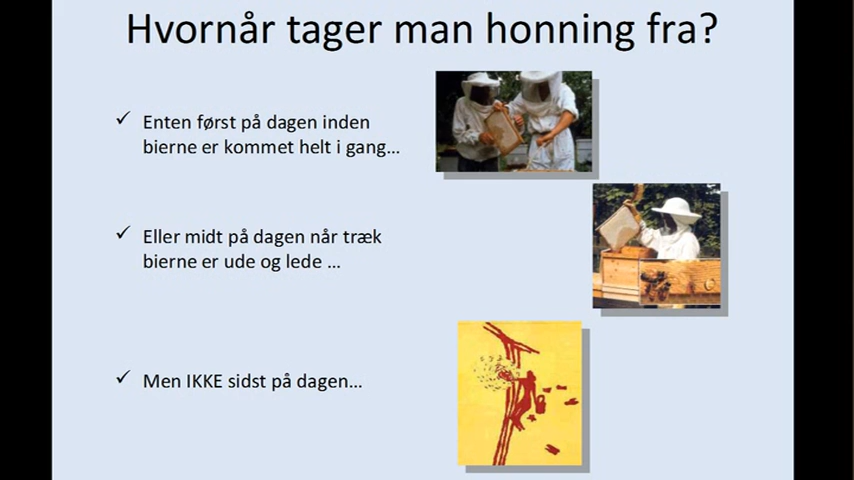 Hvornår tager man honning fra?
Enten først på dagen inden
bierne er kommet helt i gang…
Eller midt på dagen når træk
bierne er ude og lede …
Men IKKE sidst på dagen…